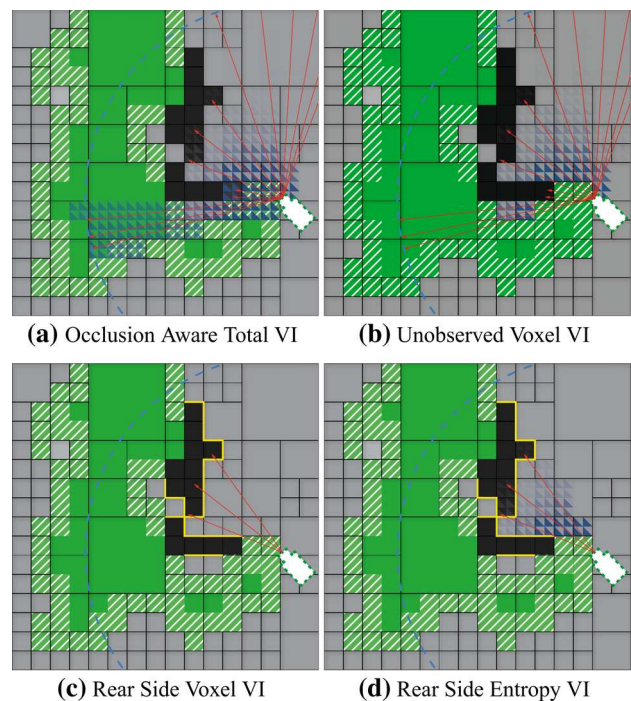 (a) Occlusion Aware Total VI
(b) Unobserved Voxel VI
(c) Rear Side Voxel VI
(d) Rear Side Entropy VI